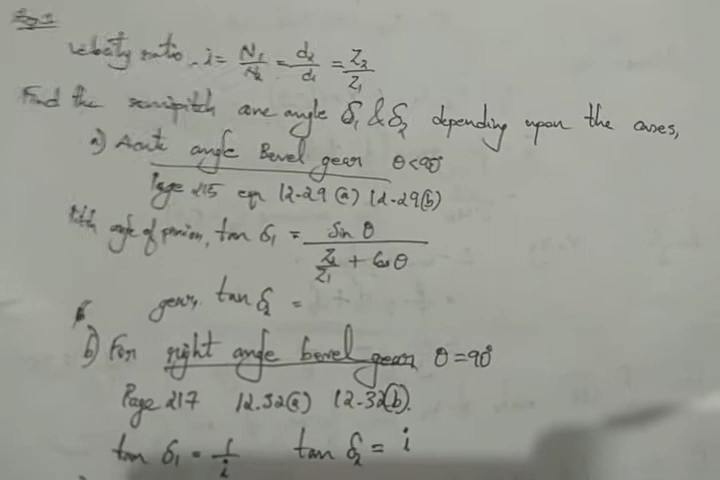 Step 1
velocity ratio, i = N₁/N₂ = d₂/d₁ = Z₂/Z₁
Find the semipitch cone angle δ₁ & δ₂ depending upon the cases,
a) Acute angle Bevel gear θ<90°
Page 215 eqn 12-29(a) 12-29(b)
angle of pinion, tan δ₁ = Sin θ / (Z₂/Z₁ + Cos θ)
gear, tan δ₂ =
b) For right angle bevel gear, θ=90°
Page 217 12.32(a) 12-32(b).
tan δ₁ = 1/i tan δ₂ = i